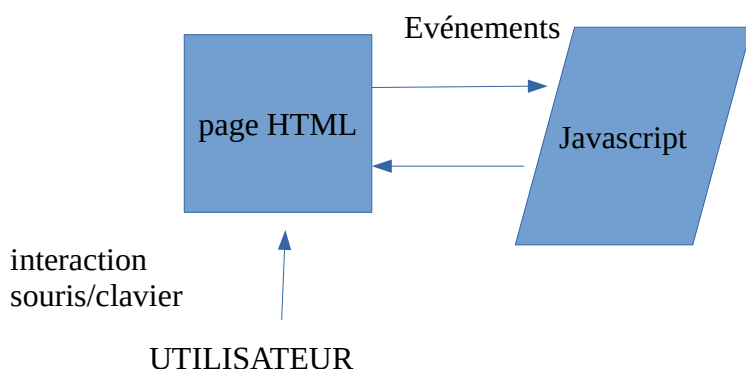 Evénements
page HTML
Javascript
interaction
souris/clavier
UTILISATEUR